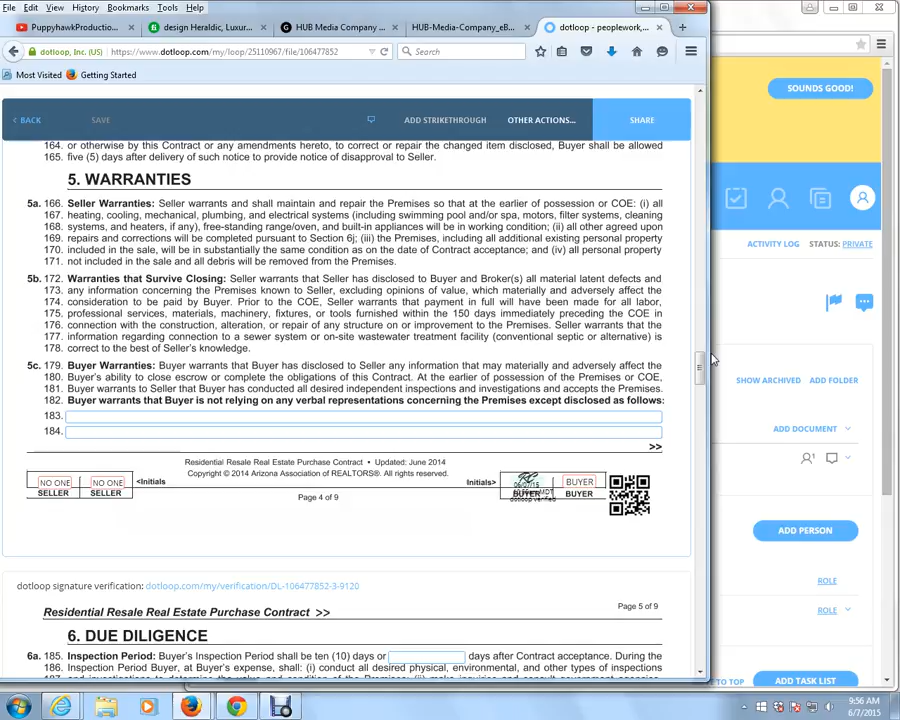 File Edit View History Bookmarks Tools Help
PuppyhawkProductio... design Heraldic, Luxur... HUB Media Company ... HUB-Media-Company_eB... dotloop - peoplework,...
dotloop, Inc. (US) https://www.dotloop.com/my/loop/25110967/file/106477852 Search
Most Visited Getting Started
SOUNDS GOOD!
BACK SAVE ADD STRIKETHROUGH OTHER ACTIONS... SHARE
164. or otherwise by this Contract or any amendments hereto, to correct or repair the changed item disclosed, Buyer shall be allowed
165. five (5) days after delivery of such notice to provide notice of disapproval to Seller.
5. WARRANTIES
5a. 166. Seller Warranties: Seller warrants and shall maintain and repair the Premises so that at the earlier of possession or COE: (i) all
167. heating, cooling, mechanical, plumbing, and electrical systems (including swimming pool and/or spa, motors, filter systems, cleaning
168. systems, and heaters, if any), free-standing range/oven, and built-in appliances will be in working condition; (ii) all other agreed upon
169. repairs and corrections will be completed pursuant to Section 6j; (iii) the Premises, including all additional existing personal property
170. included in the sale, will be in substantially the same condition as on the date of Contract acceptance; and (iv) all personal property
171. not included in the sale and all debris will be removed from the Premises.
5b. 172. Warranties that Survive Closing: Seller warrants that Seller has disclosed to Buyer and Broker(s) all material latent defects and
173. any information concerning the Premises known to Seller, excluding opinions of value, which materially and adversely affect the
174. consideration to be paid by Buyer. Prior to the COE, Seller warrants that payment in full will have been made for all labor,
175. professional services, materials, machinery, fixtures, or tools furnished within the 150 days immediately preceding the COE in
176. connection with the construction, alteration, or repair of any structure on or improvement to the Premises. Seller warrants that the
177. information regarding connection to a sewer system or on-site wastewater treatment facility (conventional septic or alternative) is
178. correct to the best of Seller's knowledge.
5c. 179. Buyer Warranties: Buyer warrants that Buyer has disclosed to Seller any information that may materially and adversely affect the
180. Buyer's ability to close escrow or complete the obligations of this Contract. At the earlier of possession of the Premises or COE,
181. Buyer warrants to Seller that Buyer has conducted all desired independent inspections and investigations and accepts the Premises.
182. Buyer warrants that Buyer is not relying on any verbal representations concerning the Premises except disclosed as follows:
183.
184.
>>
Residential Resale Real Estate Purchase Contract • Updated: June 2014
Copyright © 2014 Arizona Association of REALTORS®. All rights reserved.
NO ONE NO ONE <Initials Initials> 06/07/15 BUYER
SELLER SELLER BUYER BUYER
dotloop verified
Page 4 of 9
dotloop signature verification: dotloop.com/my/verification/DL-106477852-3-9120
Residential Resale Real Estate Purchase Contract >> Page 5 of 9
6. DUE DILIGENCE
6a. 185. Inspection Period: Buyer's Inspection Period shall be ten (10) days or days after Contract acceptance. During the
186. Inspection Period Buyer, at Buyer's expense, shall: (i) conduct all desired physical, environmental, and other types of inspections
ACTIVITY LOG STATUS: PRIVATE
SHOW ARCHIVED ADD FOLDER
ADD DOCUMENT
1
ADD PERSON
ROLE
ROLE
TO TOP ADD TASK LIST
9:56 AM
6/7/2015